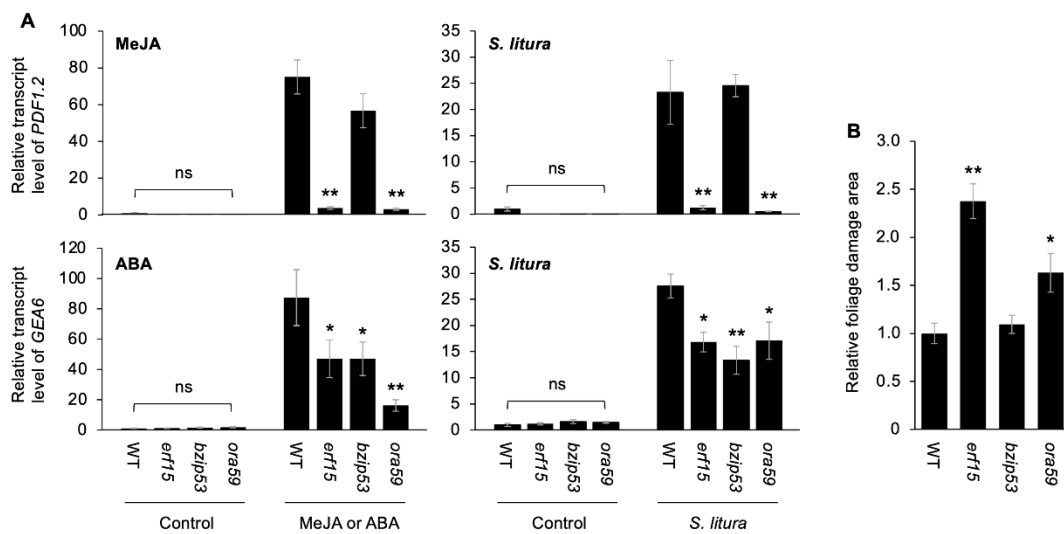 A
Relative transcript
level of PDF1.2
100
80
60
40
20
0
MeJA
ns
**
**
35
30
25
20
15
10
5
0
S. litura
ns
**
**
Relative transcript
level of GEA6
120
100
80
60
40
20
0
ABA
ns
*
*
**
35
30
25
20
15
10
5
0
S. litura
ns
*
**
*
WT
erf15
bzip53
ora59
WT
erf15
bzip53
ora59
WT
erf15
bzip53
ora59
WT
erf15
bzip53
ora59
Control
MeJA or ABA
Control
S. litura
B
Relative foliage damage area
3.0
2.5
2.0
1.5
1.0
0.5
0
**
*
WT
erf15
bzip53
ora59